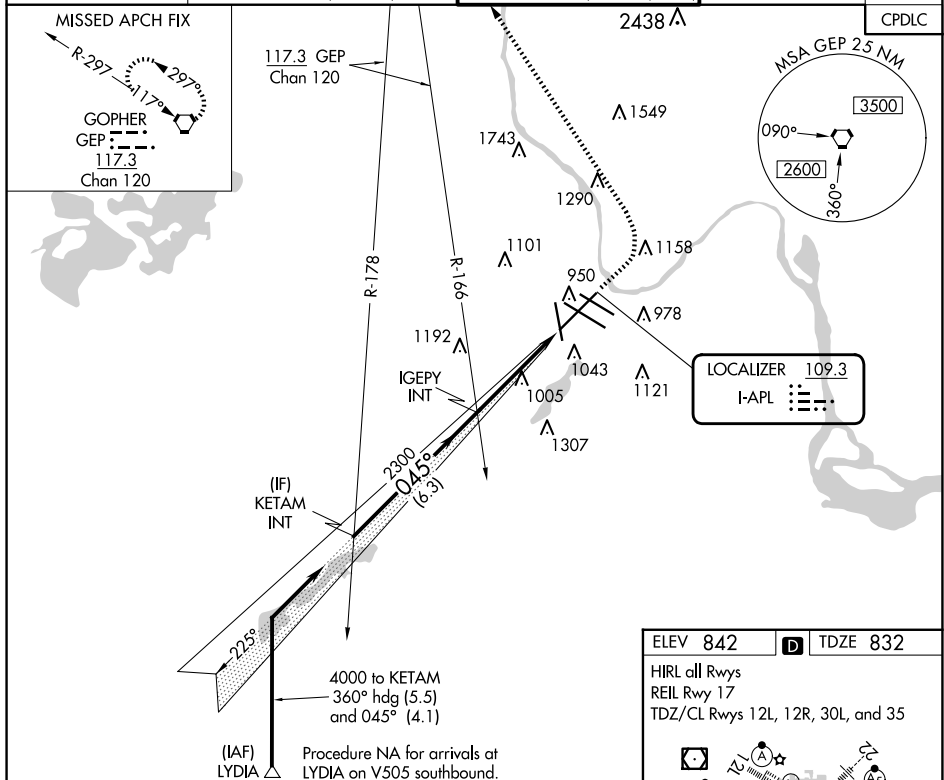 CPDLC
MISSED APCH FIX
R-297
117°
297°
GOPHER
GEP
117.3
Chan 120
117.3 GEP
Chan 120
2438
MSA GEP 25 NM
3500
090°
2600
360°
1549
1743
1290
1101
1158
R-178
R-166
950
978
1192
1043
1121
1005
1307
LOCALIZER 109.3
I-APL
IGEPY
INT
2300
045°
(6.3)
(IF)
KETAM
INT
225°
4000 to KETAM
360° hdg (5.5)
and 045° (4.1)
(IAF)
LYDIA
Procedure NA for arrivals at
LYDIA on V505 southbound.
ELEV 842 D TDZE 832
HIRL all Rwys
REIL Rwy 17
TDZ/CL Rwys 12L, 12R, 30L, and 35
A
12L
22